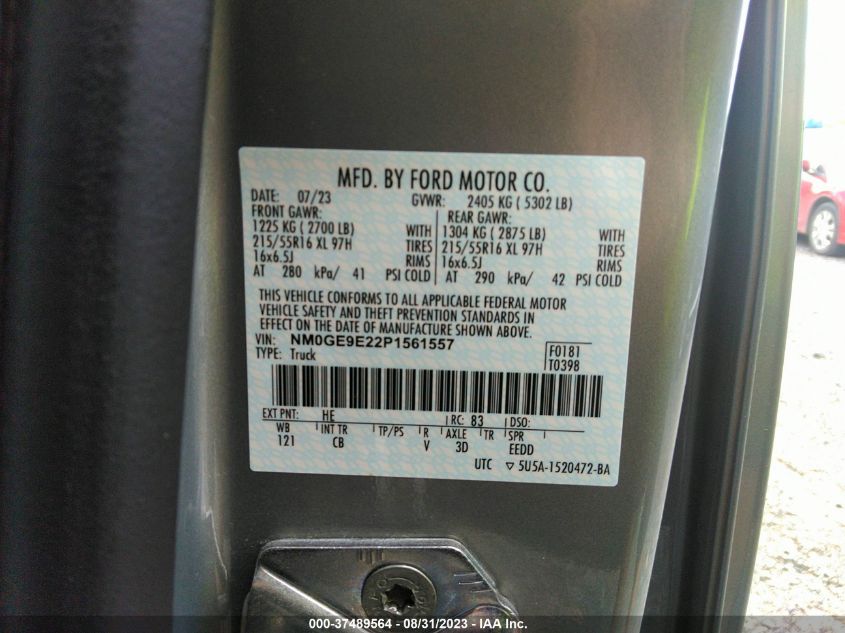 MFD. BY FORD MOTOR CO.
DATE: 07/23 GVWR: 2405 KG ( 5302 LB)
FRONT GAWR: REAR GAWR:
1225 KG ( 2700 LB) WITH 1304 KG ( 2875 LB) WITH
215/55R16 XL 97H TIRES 215/55R16 XL 97H TIRES
16x6.5J RIMS 16x6.5J RIMS
AT 280 kPa/ 41 PSI COLD AT 290 kPa/ 42 PSI COLD
THIS VEHICLE CONFORMS TO ALL APPLICABLE FEDERAL MOTOR
VEHICLE SAFETY AND THEFT PREVENTION STANDARDS IN
EFFECT ON THE DATE OF MANUFACTURE SHOWN ABOVE.
VIN: NM0GE9E22P1561557 F0181
TYPE: Truck T0398
EXT PNT: HE RC: 83 DSO:
WB INT TR TP/PS R AXLE TR SPR
121 CB V 3D EEDD
UTC ▽ 5U5A-1520472-BA
000-37489564 - 08/31/2023 - IAA Inc.